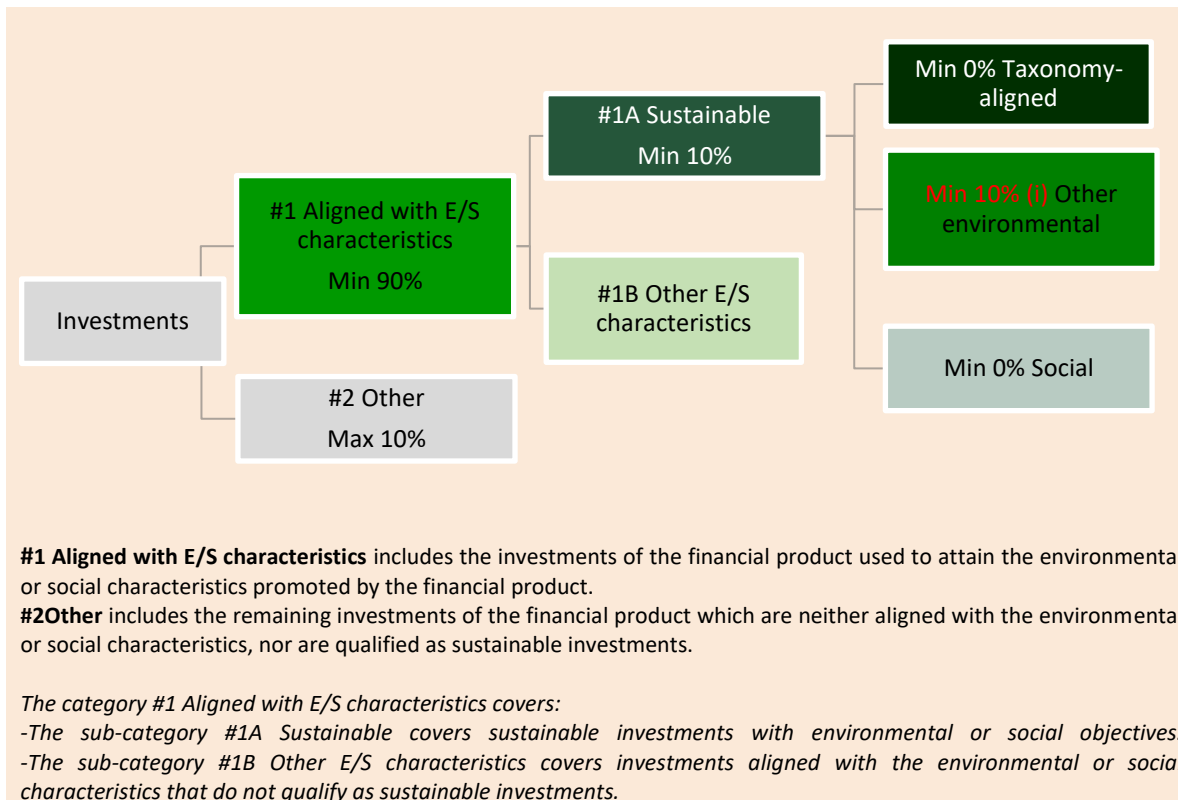 Min 0% Taxonomy-
aligned
#1A Sustainable
Min 10%
Min 10% (i) Other
environmental
#1 Aligned with E/S
characteristics
Min 90%
#1B Other E/S
characteristics
Investments
Min 0% Social
#2 Other
Max 10%
#1 Aligned with E/S characteristics includes the investments of the financial product used to attain the environmenta
or social characteristics promoted by the financial product.
#2Other includes the remaining investments of the financial product which are neither aligned with the environmenta
or social characteristics, nor are qualified as sustainable investments.
The category #1 Aligned with E/S characteristics covers:
-The sub-category #1A Sustainable covers sustainable investments with environmental or social objectives.
-The sub-category #1B Other E/S characteristics covers investments aligned with the environmental or socia
characteristics that do not qualify as sustainable investments.